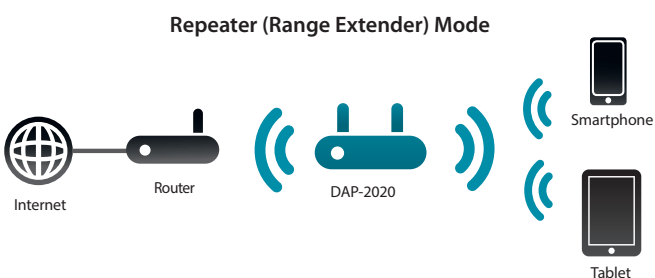 Repeater (Range Extender) Mode
Smartphone
Router
DAP-2020
Internet
Tablet